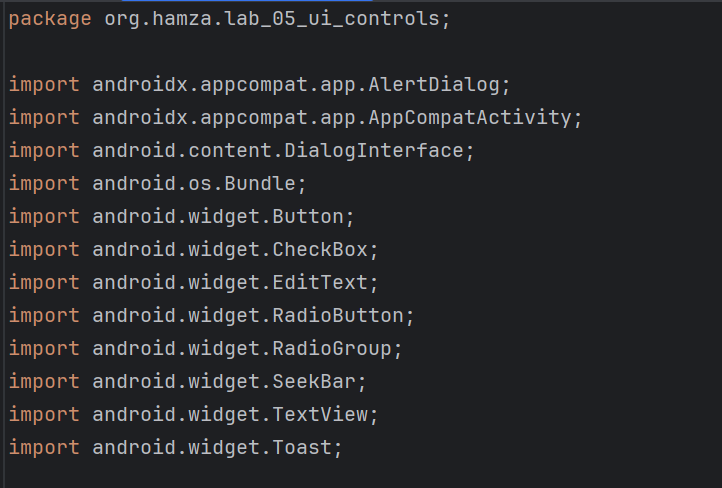 package org.hamza.lab_05_ui_controls;
import androidx.appcompat.app.AlertDialog;
import androidx.appcompat.app.AppCompatActivity;
import android.content.DialogInterface;
import android.os.Bundle;
import android.widget.Button;
import android.widget.CheckBox;
import android.widget.EditText;
import android.widget.RadioButton;
import android.widget.RadioGroup;
import android.widget.SeekBar;
import android.widget.TextView;
import android.widget.Toast;